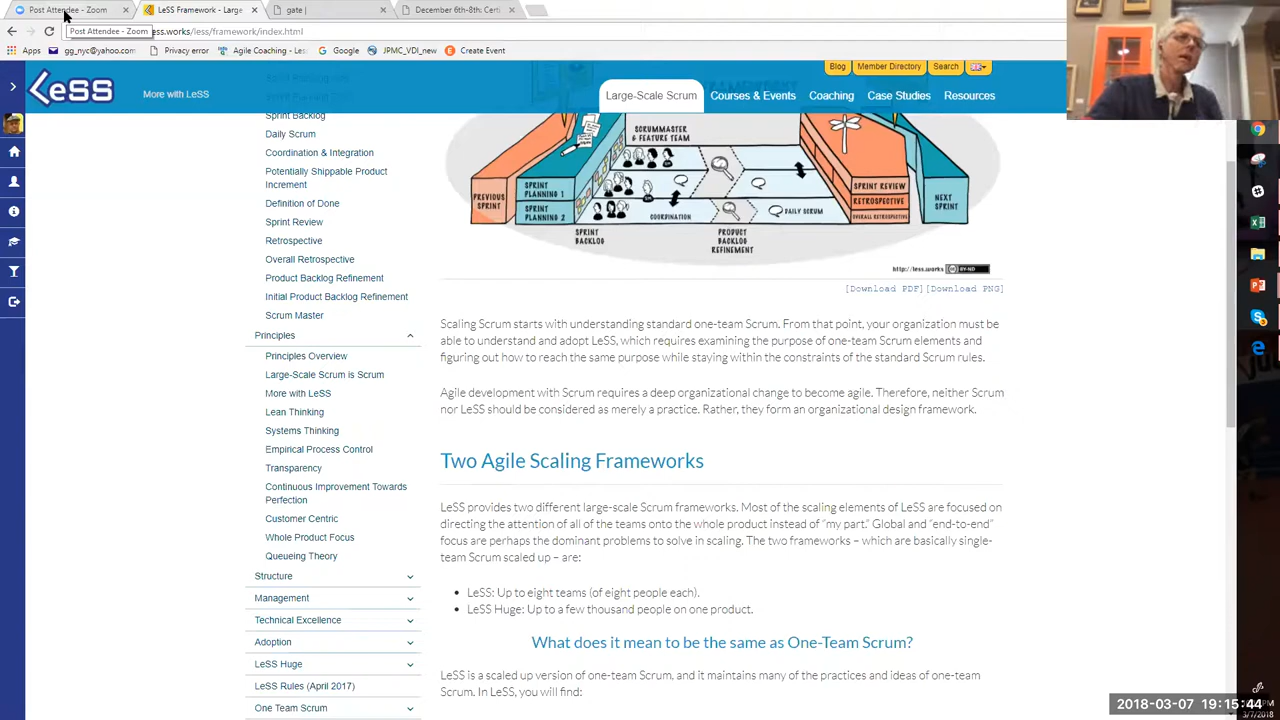 Post Attendee - Zoom
LeSS Framework - Large
gate |
December 6th-8th: Certi
Post Attendee - Zoom
ess.works/less/framework/index.html
Apps
gg_nyc@yahoo.com
Privacy error
Agile Coaching - Len
Google
JPMC_VDI_new
Create Event
LeSS
More with LeSS
Blog
Member Directory
Search
Large-Scale Scrum
Courses & Events
Coaching
Case Studies
Resources
Sprint Backlog
Daily Scrum
Coordination & Integration
Potentially Shippable Product
Increment
Definition of Done
Sprint Review
Retrospective
Overall Retrospective
Product Backlog Refinement
Initial Product Backlog Refinement
Scrum Master
Principles
Principles Overview
Large-Scale Scrum is Scrum
More with LeSS
Lean Thinking
Systems Thinking
Empirical Process Control
Transparency
Continuous Improvement Towards
Perfection
Customer Centric
Whole Product Focus
Queueing Theory
Structure
Management
Technical Excellence
Adoption
LeSS Huge
LeSS Rules (April 2017)
One Team Scrum
SCRUMMASTER
& FEATURE TEAM
PREVIOUS
SPRINT
SPRINT
PLANNING 1
SPRINT
PLANNING 2
COORDINATION
DAILY SCRUM
SPRINT REVIEW
RETROSPECTIVE
OVERALL RETROSPECTIVE
NEXT
SPRINT
SPRINT
BACKLOG
PRODUCT
BACKLOG
REFINEMENT
http://less.works
BY-ND
[Download PDF][Download PNG]
Scaling Scrum starts with understanding standard one-team Scrum. From that point, your organization must be
able to understand and adopt LeSS, which requires examining the purpose of one-team Scrum elements and
figuring out how to reach the same purpose while staying within the constraints of the standard Scrum rules.
Agile development with Scrum requires a deep organizational change to become agile. Therefore, neither Scrum
nor LeSS should be considered as merely a practice. Rather, they form an organizational design framework.
Two Agile Scaling Frameworks
LeSS provides two different large-scale Scrum frameworks. Most of the scaling elements of LeSS are focused on
directing the attention of all of the teams onto the whole product instead of "my part." Global and "end-to-end"
focus are perhaps the dominant problems to solve in scaling. The two frameworks – which are basically single-
team Scrum scaled up – are:
• LeSS: Up to eight teams (of eight people each).
• LeSS Huge: Up to a few thousand people on one product.
What does it mean to be the same as One-Team Scrum?
LeSS is a scaled up version of one-team Scrum, and it maintains many of the practices and ideas of one-team
Scrum. In LeSS, you will find:
2018-03-07 19:15:44
3/7/2018